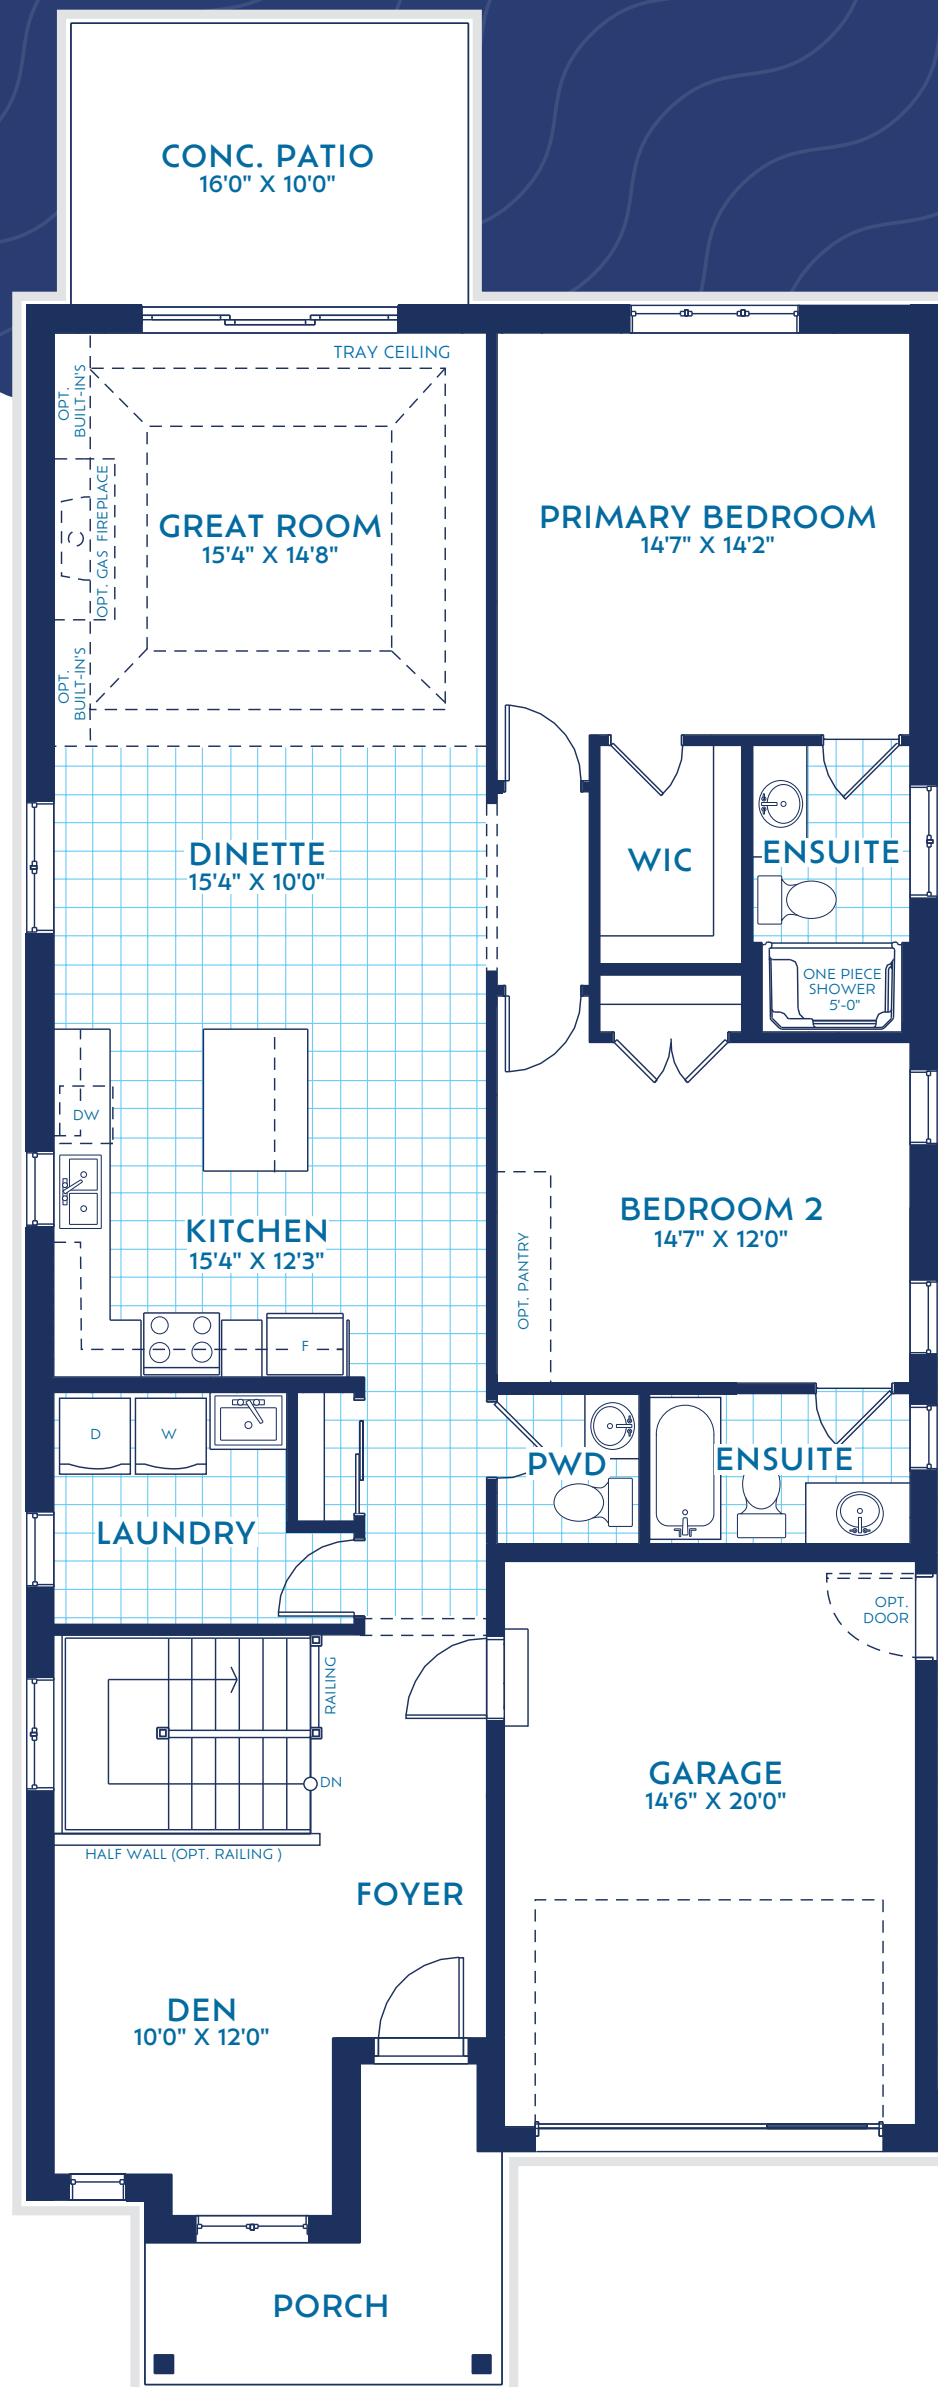 CONC. PATIO
16'0" X 10'0"
TRAY CEILING
OPT.
BUILT-IN'S
OPT. GAS FIREPLACE
OPT.
BUILT-IN'S
GREAT ROOM
15'4" X 14'8"
PRIMARY BEDROOM
14'7" X 14'2"
DINETTE
15'4" X 10'0"
WIC
ENSUITE
ONE PIECE
SHOWER
5'-0"
DW
KITCHEN
15'4" X 12'3"
F
BEDROOM 2
14'7" X 12'0"
OPT. PANTRY
D
W
LAUNDRY
PWD
ENSUITE
OPT.
DOOR
RAILING
DN
HALF WALL (OPT. RAILING )
GARAGE
14'6" X 20'0"
FOYER
DEN
10'0" X 12'0"
PORCH